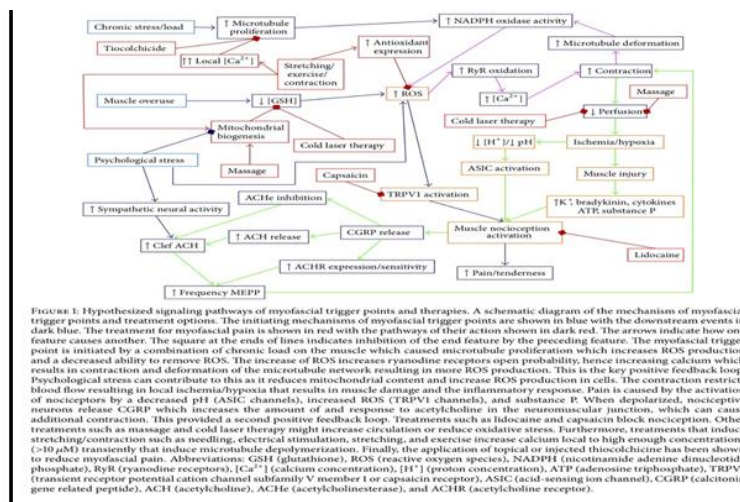 Chronic stress/load
↑ Microtubule
proliferation
↑ NADPH oxidase activity
Tiocolchicide
↑ Antioxidant
expression
↑ Microtubule deformation
↑↑ Local [Ca2+]
Stretching/
exercise/
contraction
↑ RyR oxidation
↑ Contraction
Muscle overuse
↓ [GSH]
↑ ROS
↑ [Ca2+]
Massage
↓ Perfusion
Cold laser therapy
Mitochondrial
biogenesis
Cold laser therapy
↓ [H+]/↓ pH
Ischemia/hypoxia
Psychological stress
Massage
Capsaicin
ASIC activation
Muscle injury
ACHe inhibition
TRPV1 activation
↑K+, bradykinin, cytokines
ATP, substance P
↑ Sympathetic neural activity
↑ Clef ACH
↑ ACH release
CGRP release
Muscle nociception
activation
Lidocaine
↑ ACHR expression/sensitivity
↑ Pain/tenderness
↑ Frequency MEPP
FIGURE 1: Hypothesized signaling pathways of myofascial trigger points and therapies. A schematic diagram of the mechanism of myofascial
trigger points and treatment options. The initiating mechanisms of myofascial trigger points are shown in blue with the downstream events in
dark blue. The treatment for myofascial pain is shown in red with the pathways of their action shown in dark red. The arrows indicate how one
feature causes another. The square at the ends of lines indicates inhibition of the end feature by the preceding feature. The myofascial trigger
point is initiated by a combination of chronic load on the muscle which caused microtubule proliferation which increases ROS production
and a decreased ability to remove ROS. The increase of ROS increases ryanodine receptors open probability, hence increasing calcium which
results in contraction and deformation of the microtubule network resulting in more ROS production. This is the key positive feedback loop.
Psychological stress can contribute to this as it reduces mitochondrial content and increase ROS production in cells. The contraction restricts
blood flow resulting in local ischemia/hypoxia that results in muscle damage and the inflammatory response. Pain is caused by the activation
of nociceptors by a decreased pH (ASIC channels), increased ROS (TRPV1 channels), and substance P. When depolarized, nociceptive
neurons release CGRP which increases the amount of and response to acetylcholine in the neuromuscular junction, which can cause
additional contraction. This provided a second positive feedback loop. Treatments such as lidocaine and capsaicin block nociception. Other
treatments such as massage and cold laser therapy might increase circulation or reduce oxidative stress. Furthermore, treatments that induce
stretching/contraction such as needling, electrical stimulation, stretching, and exercise increase calcium local to high enough concentrations
(>10 μM) transiently that induce microtubule depolymerization. Finally, the application of topical or injected thiocolchicine has been shown
to reduce myofascial pain. Abbreviations: GSH (glutathione), ROS (reactive oxygen species), NADPH (nicotinamide adenine dinucleotide
phosphate), RyR (ryanodine receptors), [Ca2+] (calcium concentration), [H+] (proton concentration), ATP (adenosine triphosphate), TRPV1
(transient receptor potential cation channel subfamily V member I or capsaicin receptor), ASIC (acid-sensing ion channel), CGRP (calcitonin
gene related peptide), ACH (acetylcholine), ACHe (acetylcholinesterase), and ACHR (acetylcholine receptor).